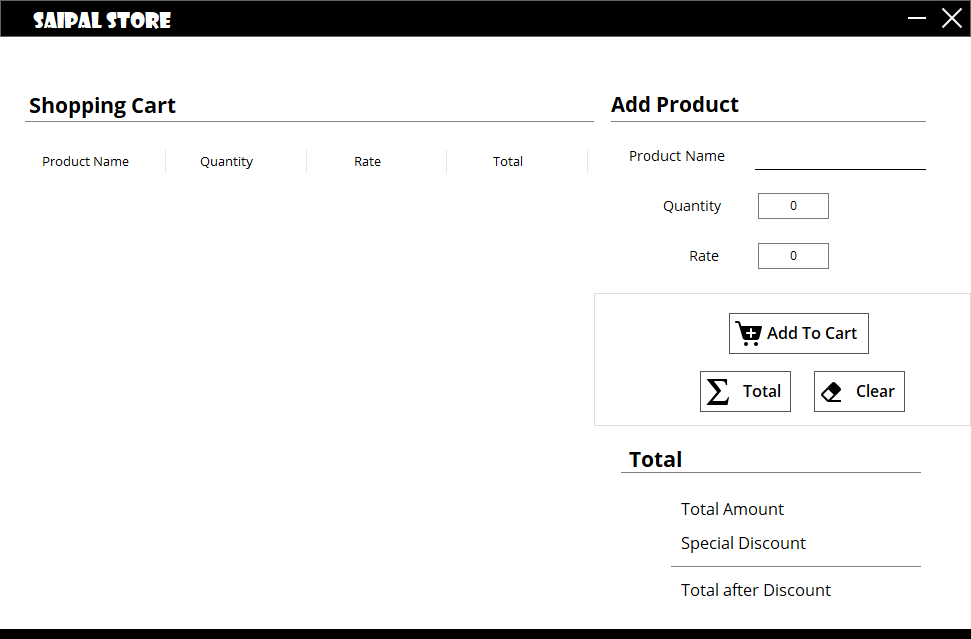 SAIPAL STORE
Shopping Cart
Product Name Quantity Rate Total
Add Product
Product Name
Quantity 0
Rate 0
Add To Cart
Total Clear
Total
Total Amount
Special Discount
Total after Discount